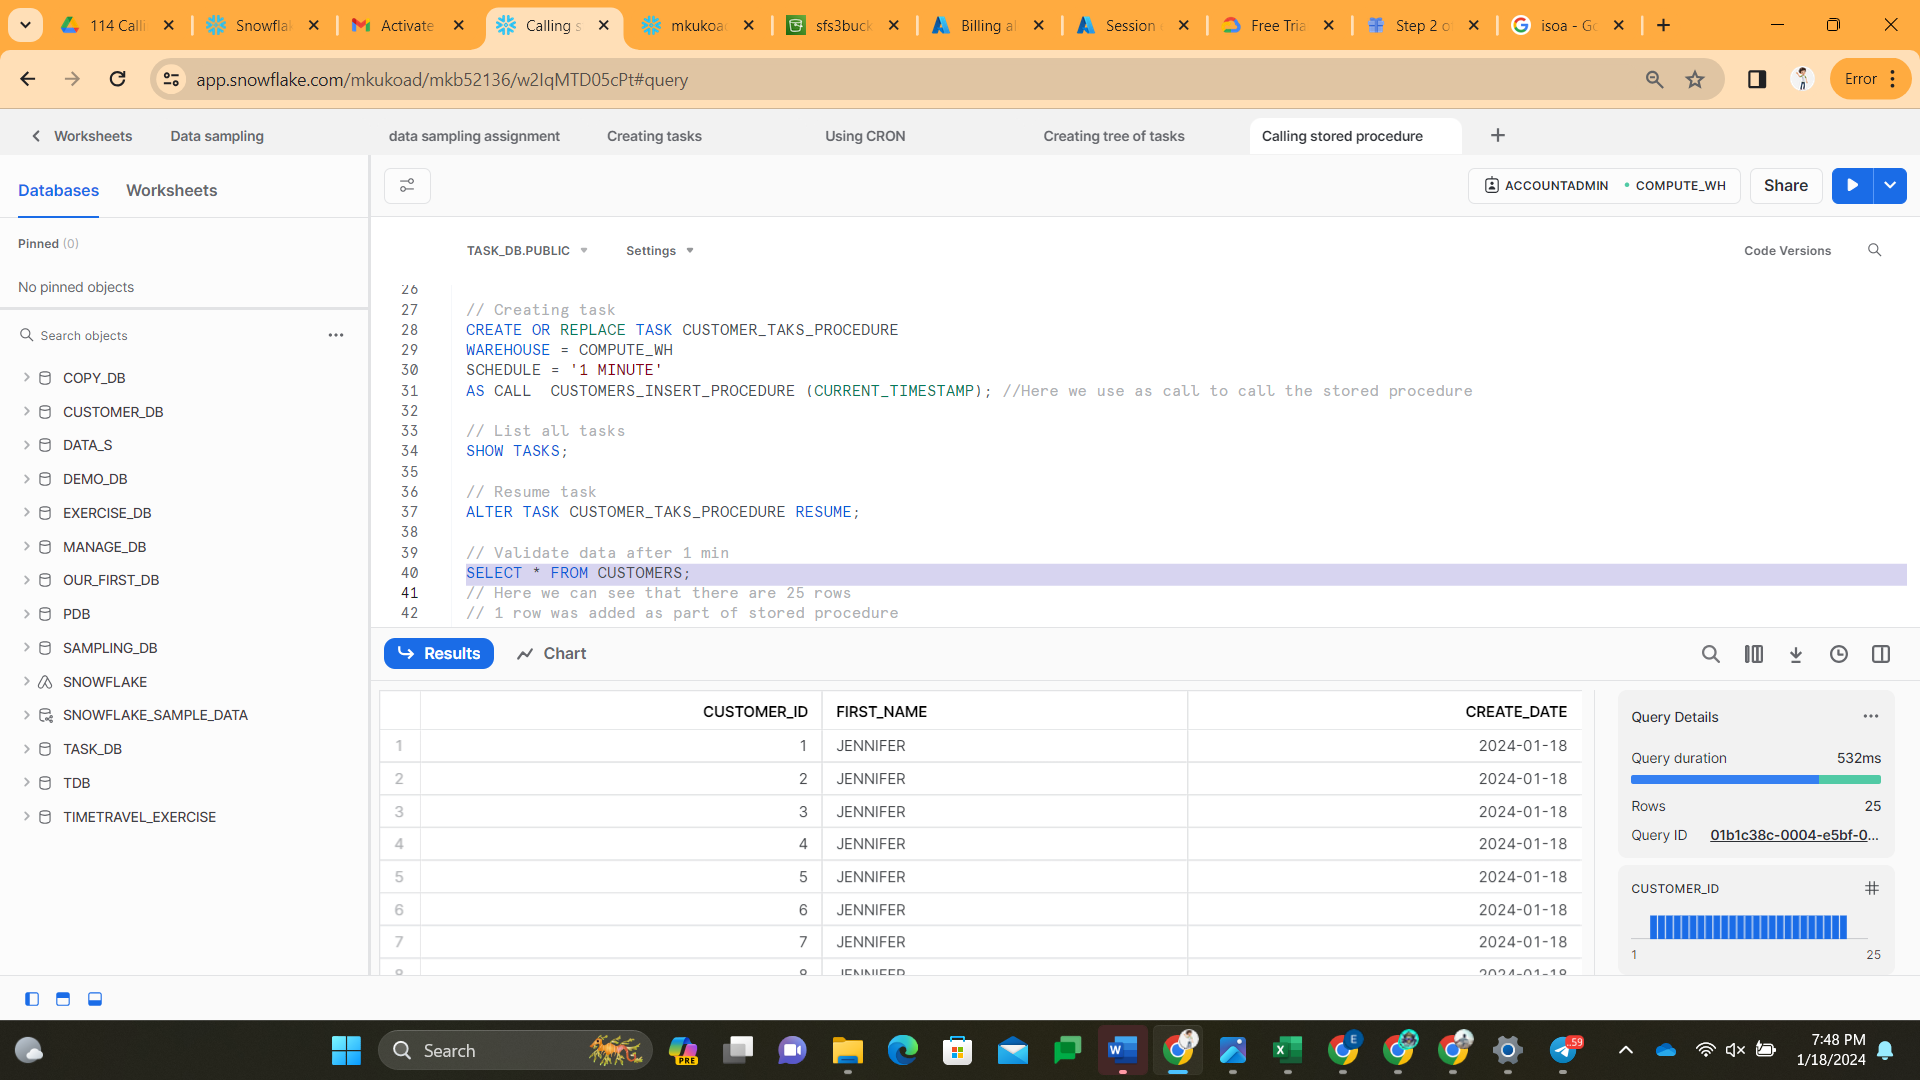 114 Calli
Snowflak
Activate
Calling s
mkukoad
sfs3buck
Billing al
Session
Free Tria
Step 2 o
isoa - Go
app.snowflake.com/mkukoad/mkb52136/w2IqMTD05cPt#query
Error
Worksheets
Data sampling
data sampling assignment
Creating tasks
Using CRON
Creating tree of tasks
Calling stored procedure
Databases
Worksheets
ACCOUNTADMIN
COMPUTE_WH
Share
Pinned (0)
No pinned objects
Search objects
COPY_DB
CUSTOMER_DB
DATA_S
DEMO_DB
EXERCISE_DB
MANAGE_DB
OUR_FIRST_DB
PDB
SAMPLING_DB
SNOWFLAKE
SNOWFLAKE_SAMPLE_DATA
TASK_DB
TDB
TIMETRAVEL_EXERCISE
TASK_DB.PUBLIC
Settings
Code Versions
26
27 // Creating task
28 CREATE OR REPLACE TASK CUSTOMER_TAKS_PROCEDURE
29 WAREHOUSE = COMPUTE_WH
30 SCHEDULE = '1 MINUTE'
31 AS CALL  CUSTOMERS_INSERT_PROCEDURE (CURRENT_TIMESTAMP); //Here we use as call to call the stored procedure
32
33 // List all tasks
34 SHOW TASKS;
35
36 // Resume task
37 ALTER TASK CUSTOMER_TAKS_PROCEDURE RESUME;
38
39 // Validate data after 1 min
40 SELECT * FROM CUSTOMERS;
41 // Here we can see that there are 25 rows
42 // 1 row was added as part of stored procedure
Results
Chart
CUSTOMER_ID FIRST_NAME CREATE_DATE
1 1 JENNIFER 2024-01-18
2 2 JENNIFER 2024-01-18
3 3 JENNIFER 2024-01-18
4 4 JENNIFER 2024-01-18
5 5 JENNIFER 2024-01-18
6 6 JENNIFER 2024-01-18
7 7 JENNIFER 2024-01-18
8 8 JENNIFER 2024-01-18
Query Details
Query duration 532ms
Rows 25
Query ID 01b1c38c-0004-e5bf-0...
CUSTOMER_ID
1 25
Search
PRE
E
.59
7:48 PM
1/18/2024